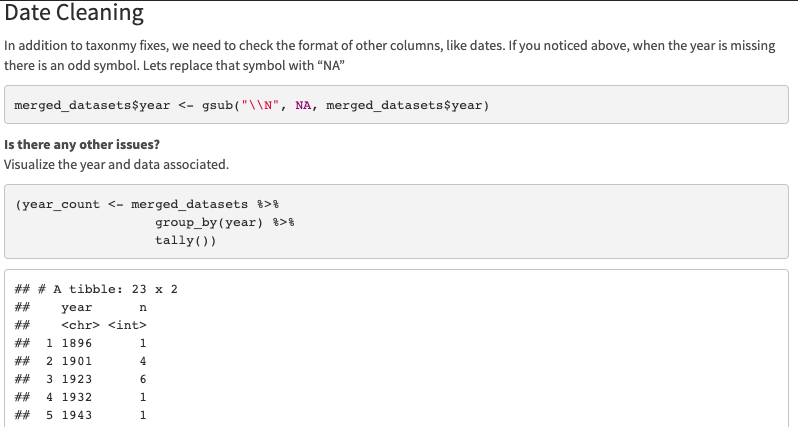 Date Cleaning
In addition to taxonmy fixes, we need to check the format of other columns, like dates. If you noticed above, when the year is missing
there is an odd symbol. Lets replace that symbol with “NA”
merged_datasets$year <- gsub("\\N", NA, merged_datasets$year)
Is there any other issues?
Visualize the year and data associated.
(year_count <- merged_datasets %>%
group_by(year) %>%
tally())
## # A tibble: 23 x 2
## year n
## <chr> <int>
## 1 1896 1
## 2 1901 4
## 3 1923 6
## 4 1932 1
## 5 1943 1